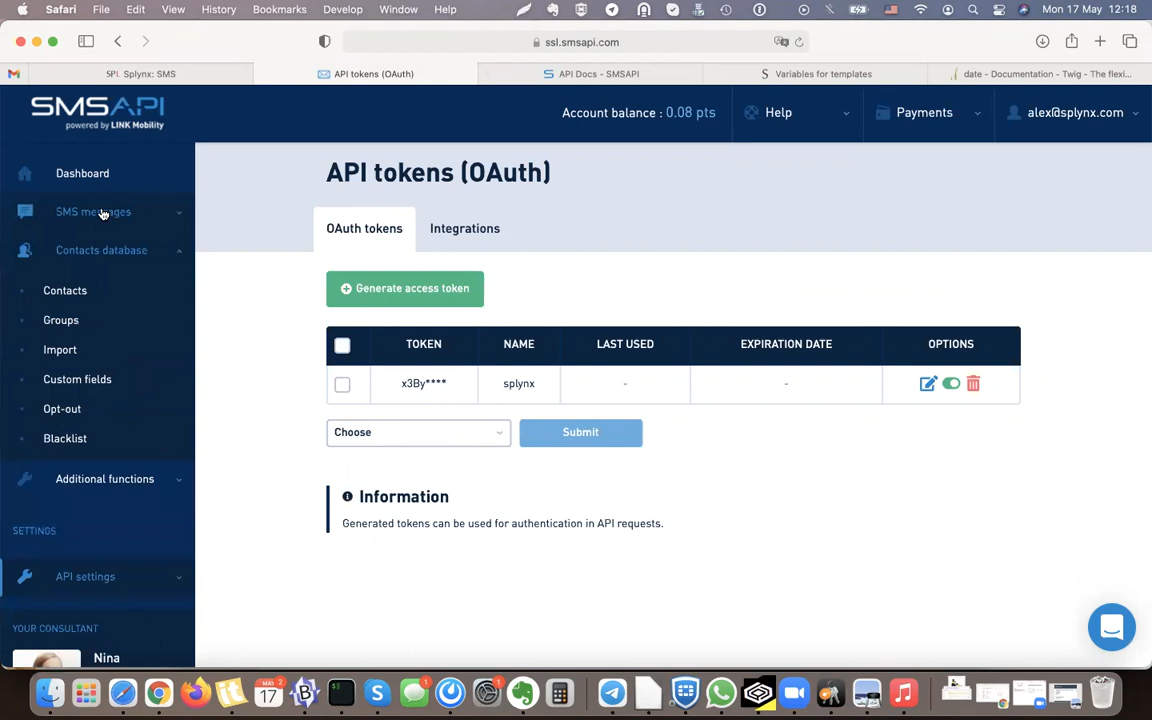 Safari File Edit View History Bookmarks Develop Window Help Mon 17 May 12:18
ssl.smsapi.com
SPI. Splynx: SMS
API tokens (OAuth)
API Docs - SMSAPI
Variables for templates
date - Documentation - Twig - The flexi...
SMSAPI
powered by LINK Mobility
Account balance : 0.08 pts
Help
Payments
alex@splynx.com
Dashboard
SMS messages
Contacts database
Contacts
Groups
Import
Custom fields
Opt-out
Blacklist
Additional functions
SETTINGS
API settings
YOUR CONSULTANT
Nina
API tokens (OAuth)
OAuth tokens
Integrations
Generate access token
TOKEN NAME LAST USED EXPIRATION DATE OPTIONS
x3By**** splynx - -
Choose
Submit
Information
Generated tokens can be used for authentication in API requests.